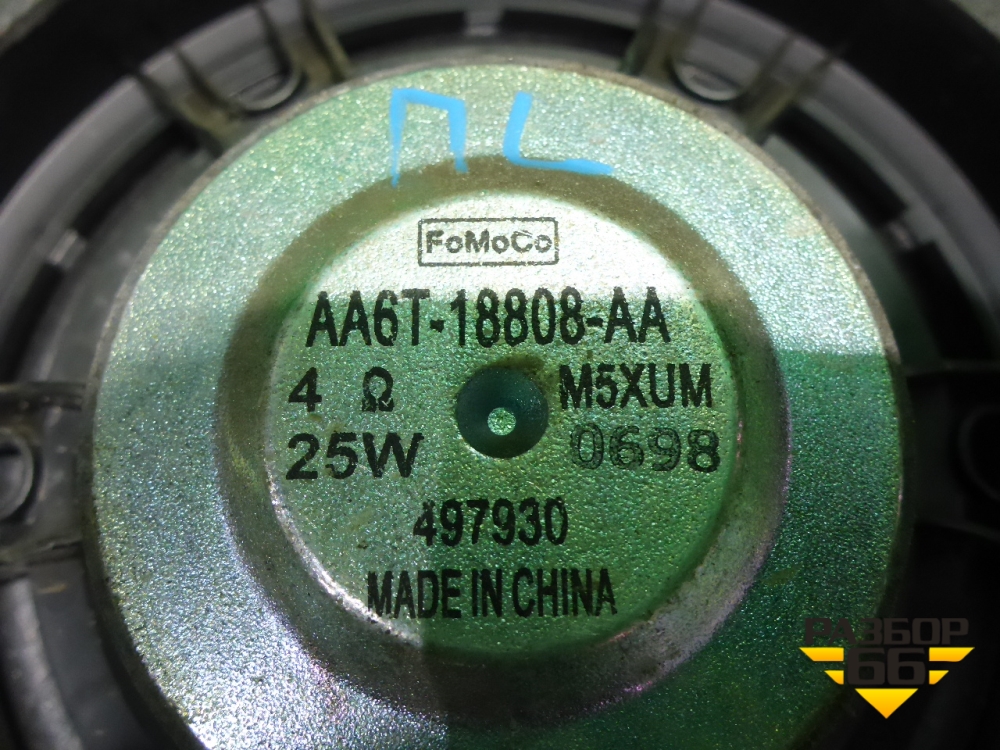 ПL
FoMoCo
AA6T-18808-AA
4 Ω M5XUM
25W 0698
497930
MADE IN CHINA
РАЗБОР
66